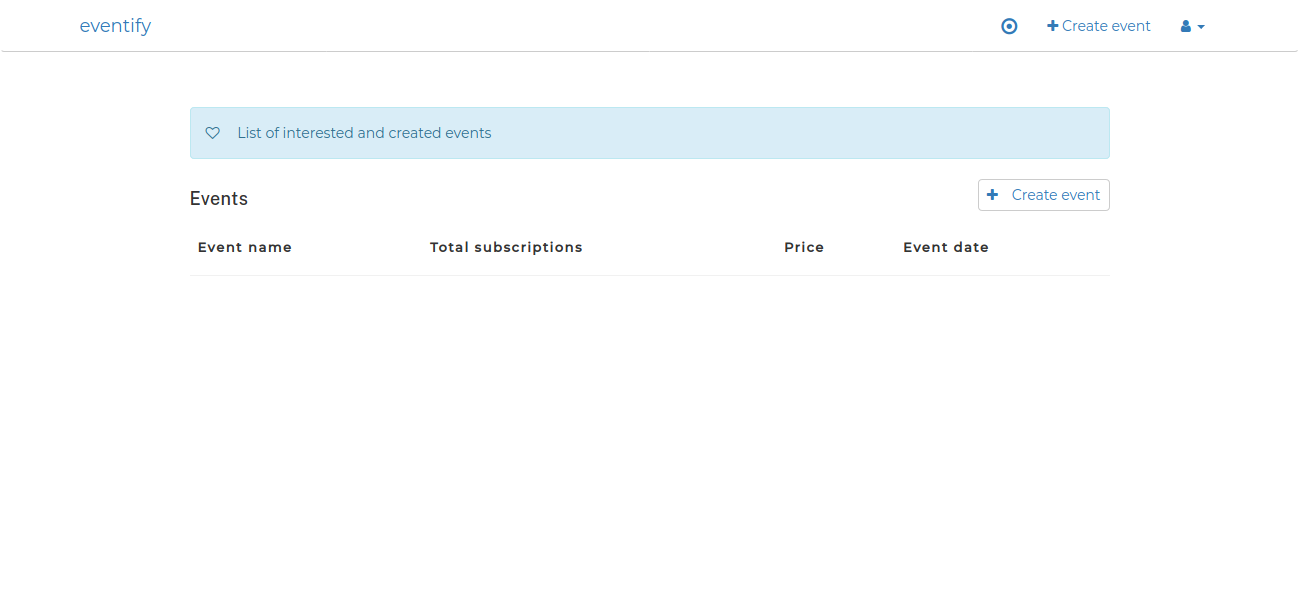 eventify
Create event
List of interested and created events
Events
Create event
Event name Total subscriptions Price Event date